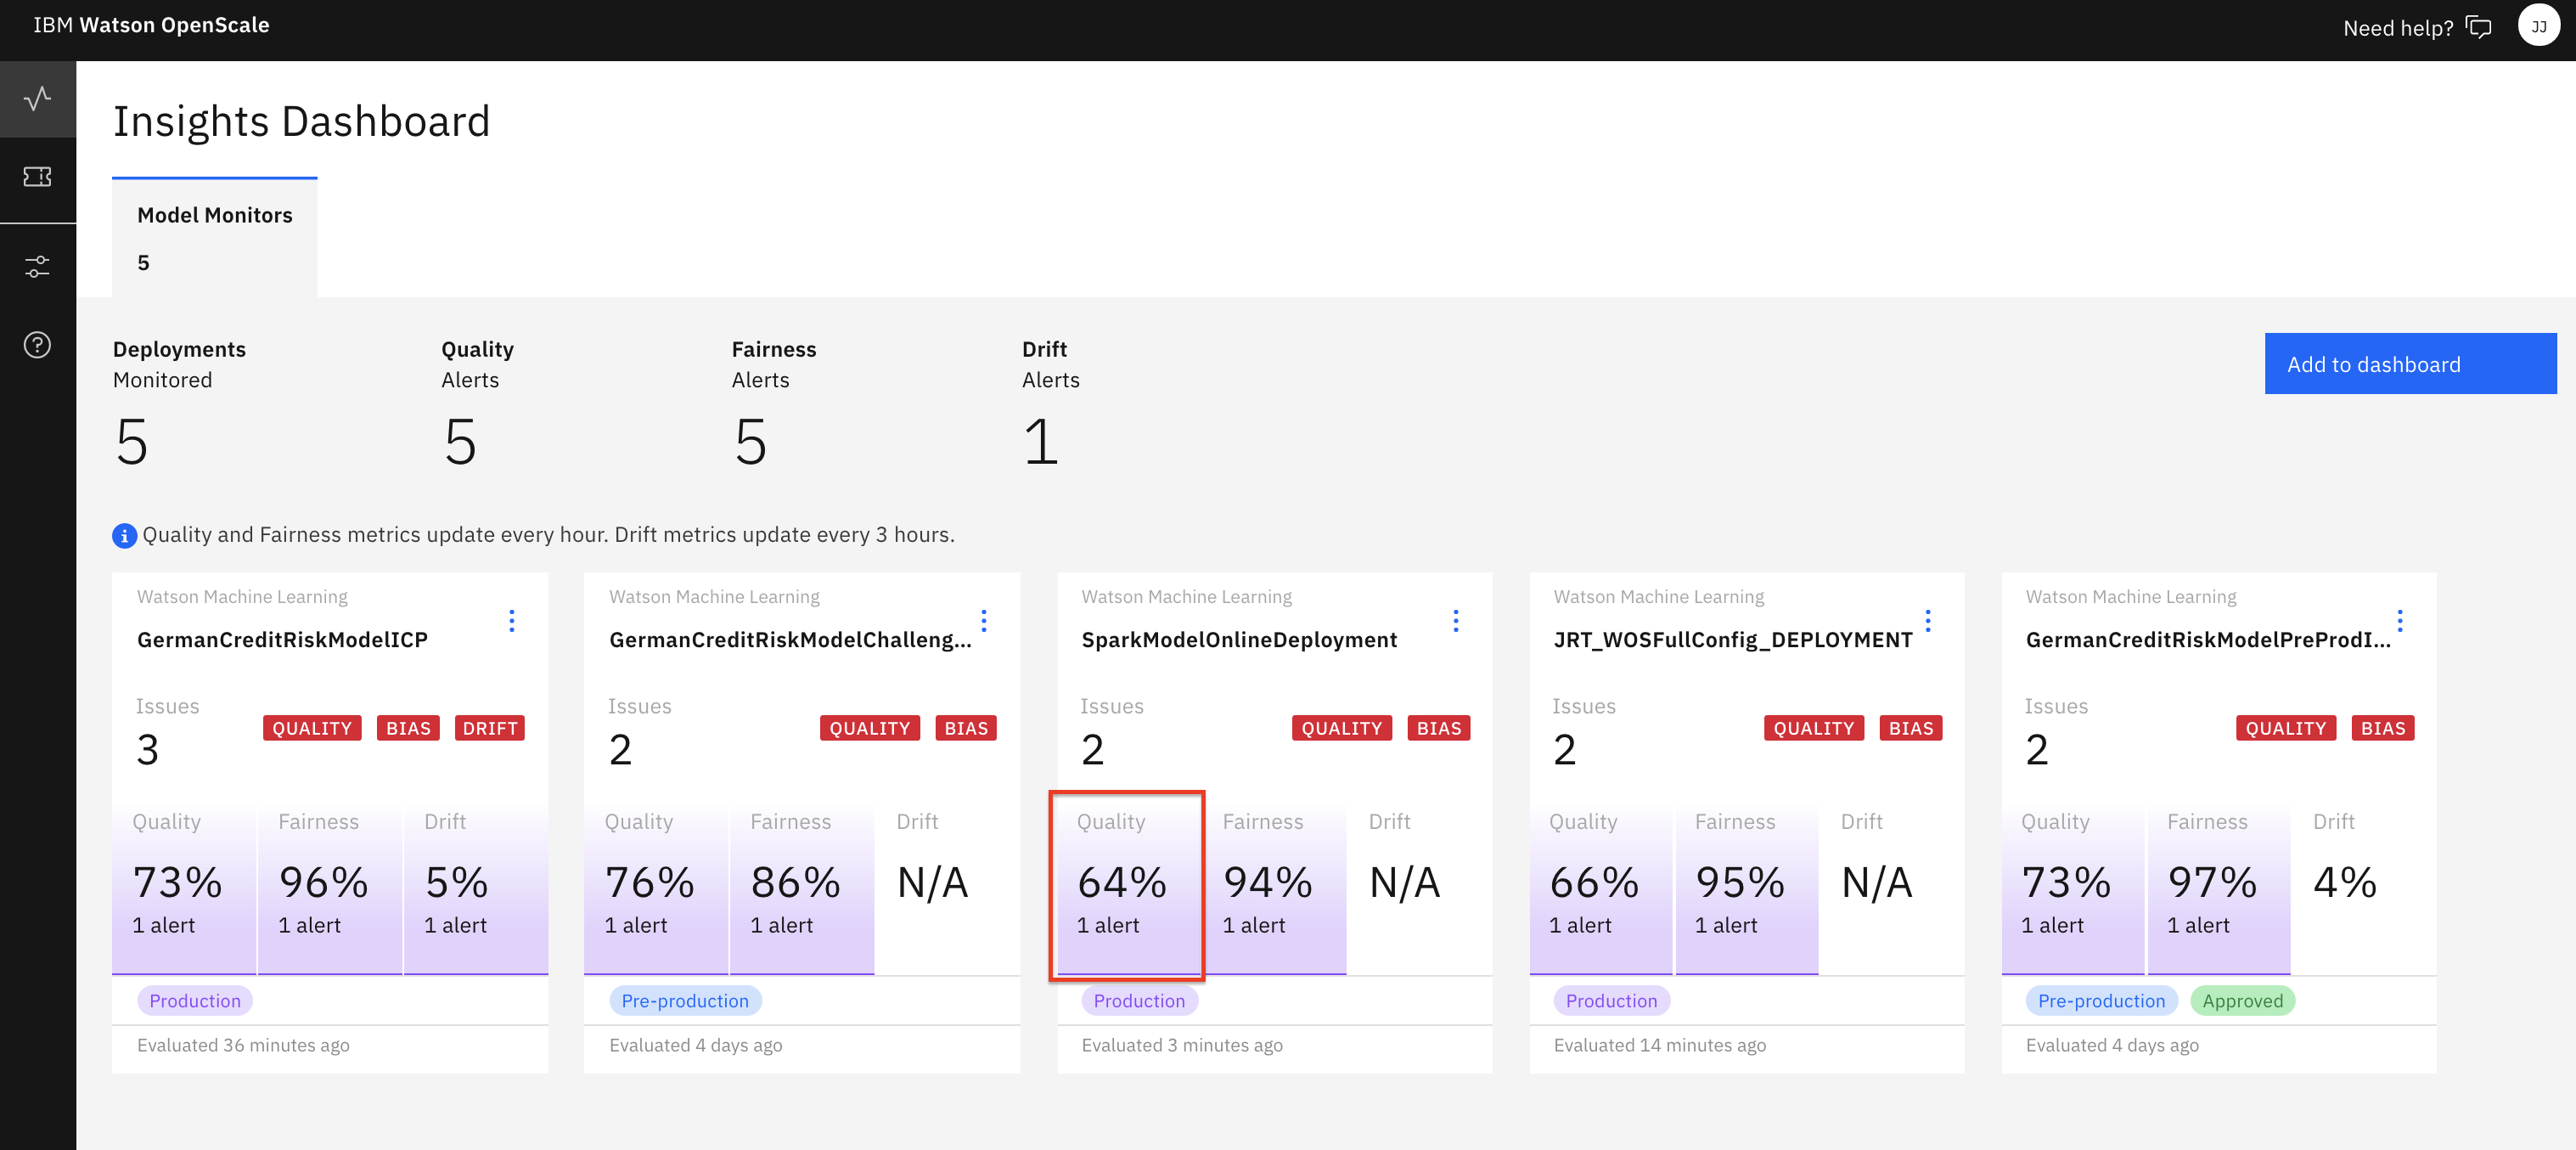 IBM Watson OpenScale
Need help?
JJ
Insights Dashboard
Model Monitors
5
Deployments
Monitored
5
Quality
Alerts
5
Fairness
Alerts
5
Drift
Alerts
1
Add to dashboard
Quality and Fairness metrics update every hour. Drift metrics update every 3 hours.
Watson Machine Learning
GermanCreditRiskModelICP
Issues
3
QUALITY BIAS DRIFT
Quality Fairness Drift
73% 96% 5%
1 alert 1 alert 1 alert
Production
Evaluated 36 minutes ago
Watson Machine Learning
GermanCreditRiskModelChalleng...
Issues
2
QUALITY BIAS
Quality Fairness Drift
76% 86% N/A
1 alert 1 alert
Pre-production
Evaluated 4 days ago
Watson Machine Learning
SparkModelOnlineDeployment
Issues
2
QUALITY BIAS
Quality Fairness Drift
64% 94% N/A
1 alert 1 alert
Production
Evaluated 3 minutes ago
Watson Machine Learning
JRT_WOSFullConfig_DEPLOYMENT
Issues
2
QUALITY BIAS
Quality Fairness Drift
66% 95% N/A
1 alert 1 alert
Production
Evaluated 14 minutes ago
Watson Machine Learning
GermanCreditRiskModelPreProdI...
Issues
2
QUALITY BIAS
Quality Fairness Drift
73% 97% 4%
1 alert 1 alert
Pre-production Approved
Evaluated 4 days ago